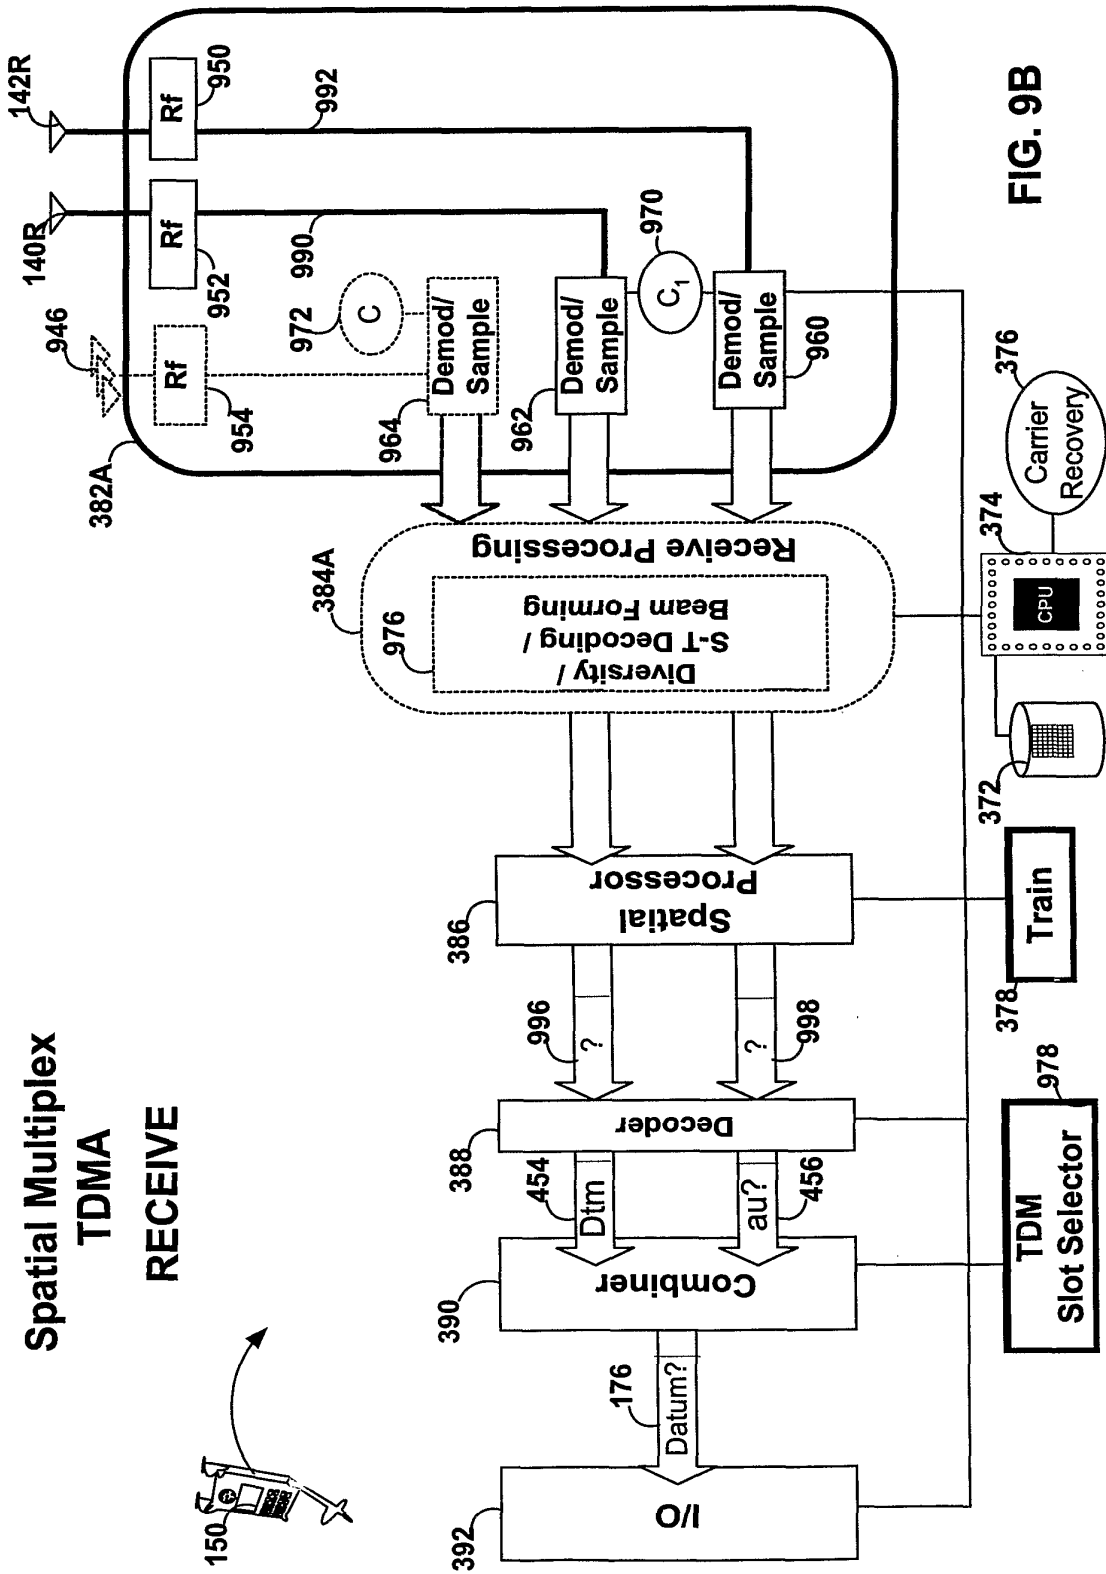 Spatial Multiplex
TDMA
RECEIVE
150
392
I/O
176
Datum?
390
Combiner
454
Dtm
456
au?
388
Decoder
996
?
998
?
386
Spatial
Processor
384A
976
Diversity /
S-T Decoding /
Beam Forming
Receive Processing
382A
946
140R
142R
954
Rf
952
Rf
950
Rf
990
992
972
C
970
C1
964
Demod/
Sample
962
Demod/
Sample
960
Demod/
Sample
978
TDM
Slot Selector
378
Train
372
374
CPU
376
Carrier
Recovery
FIG. 9B